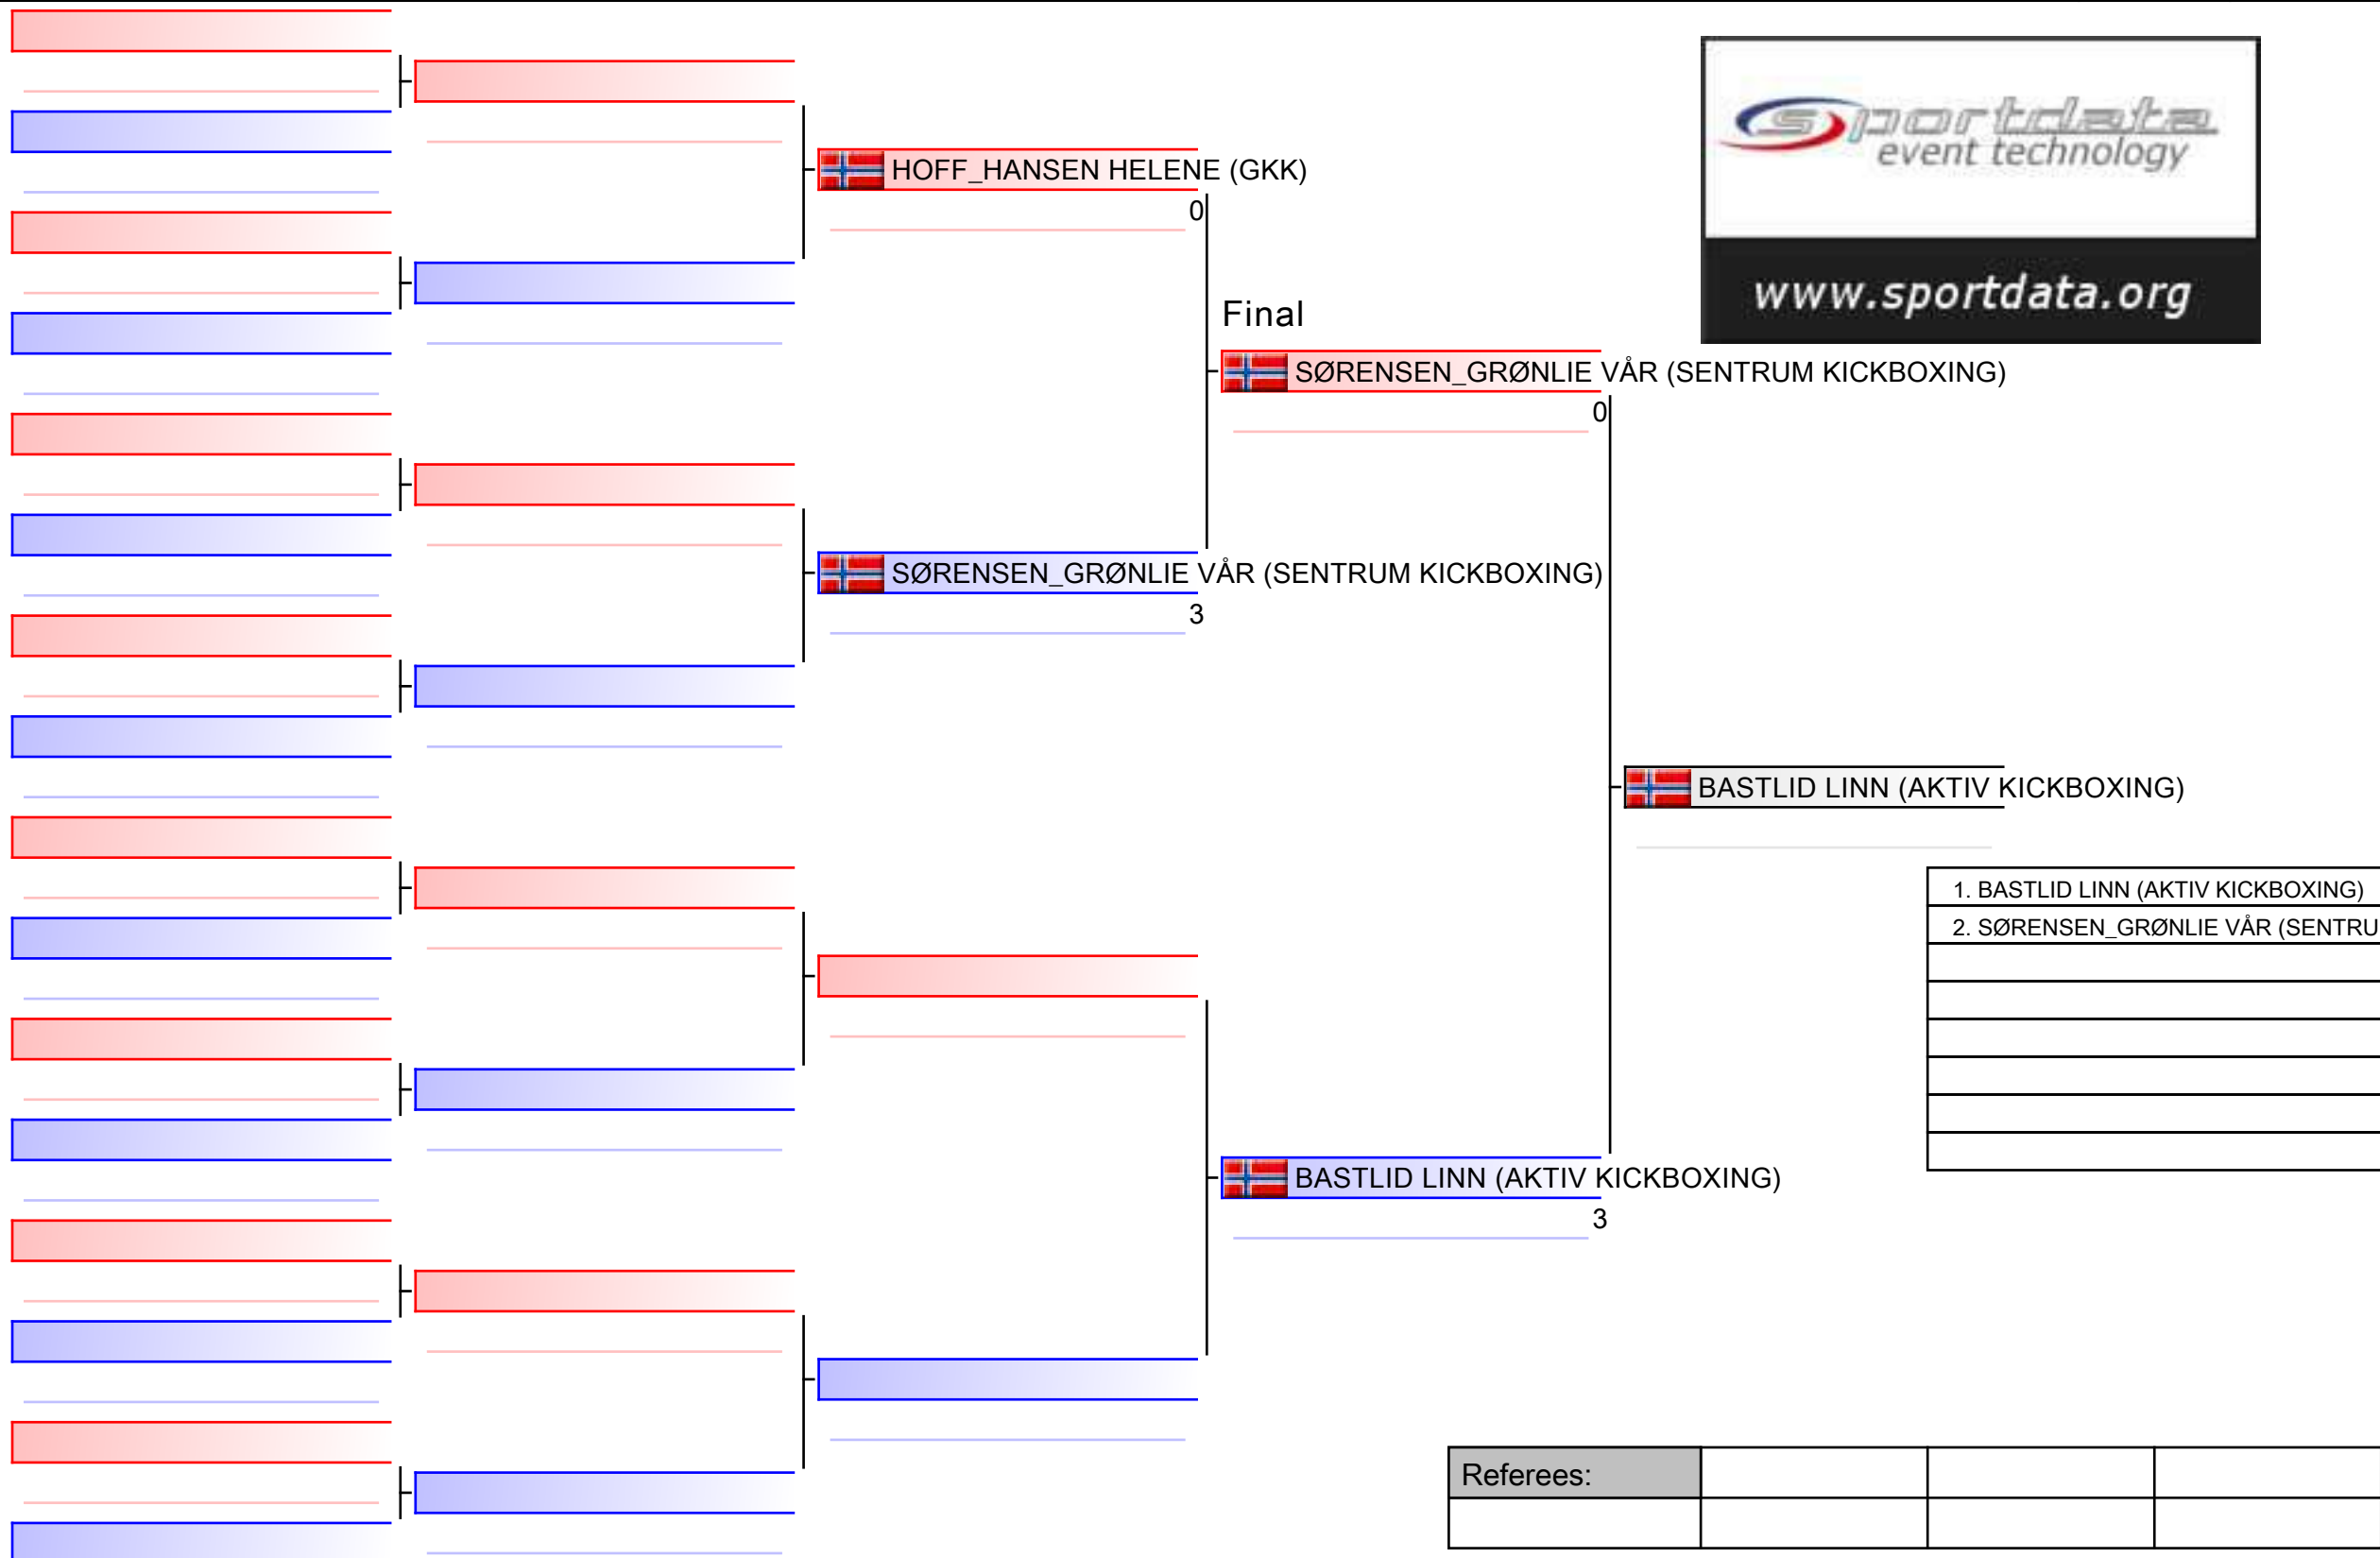 sportdata
event technology
www.sportdata.org
HOFF_HANSEN HELENE (GKK)
0
Final
SØRENSEN_GRØNLIE VÅR (SENTRUM KICKBOXING)
0
SØRENSEN_GRØNLIE VÅR (SENTRUM KICKBOXING)
3
BASTLID LINN (AKTIV KICKBOXING)
1. BASTLID LINN (AKTIV KICKBOXING)
2. SØRENSEN_GRØNLIE VÅR (SENTRU
BASTLID LINN (AKTIV KICKBOXING)
3
Referees: